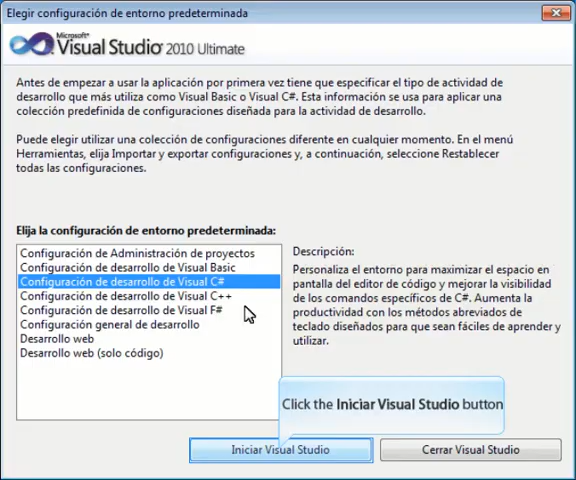 Elegir configuración de entorno predeterminada
Microsoft®
Visual Studio® 2010 Ultimate
Antes de empezar a usar la aplicación por primera vez tiene que especificar el tipo de actividad de
desarrollo que más utiliza como Visual Basic o Visual C#. Esta información se usa para aplicar una
colección predefinida de configuraciones diseñada para la actividad de desarrollo.
Puede elegir utilizar una colección de configuraciones diferente en cualquier momento. En el menú
Herramientas, elija Importar y exportar configuraciones y, a continuación, seleccione Restablecer
todas las configuraciones.
Elija la configuración de entorno predeterminada:
Configuración de Administración de proyectos
Configuración de desarrollo de Visual Basic
Configuración de desarrollo de Visual C#
Configuración de desarrollo de Visual C++
Configuración de desarrollo de Visual F#
Configuración general de desarrollo
Desarrollo web
Desarrollo web (solo código)
Descripción:
Personaliza el entorno para maximizar el espacio en
pantalla del editor de código y mejorar la visibilidad
de los comandos específicos de C#. Aumenta la
productividad con los métodos abreviados de
teclado diseñados para que sean fáciles de aprender y
utilizar.
Click the Iniciar Visual Studio button
Iniciar Visual Studio
Cerrar Visual Studio